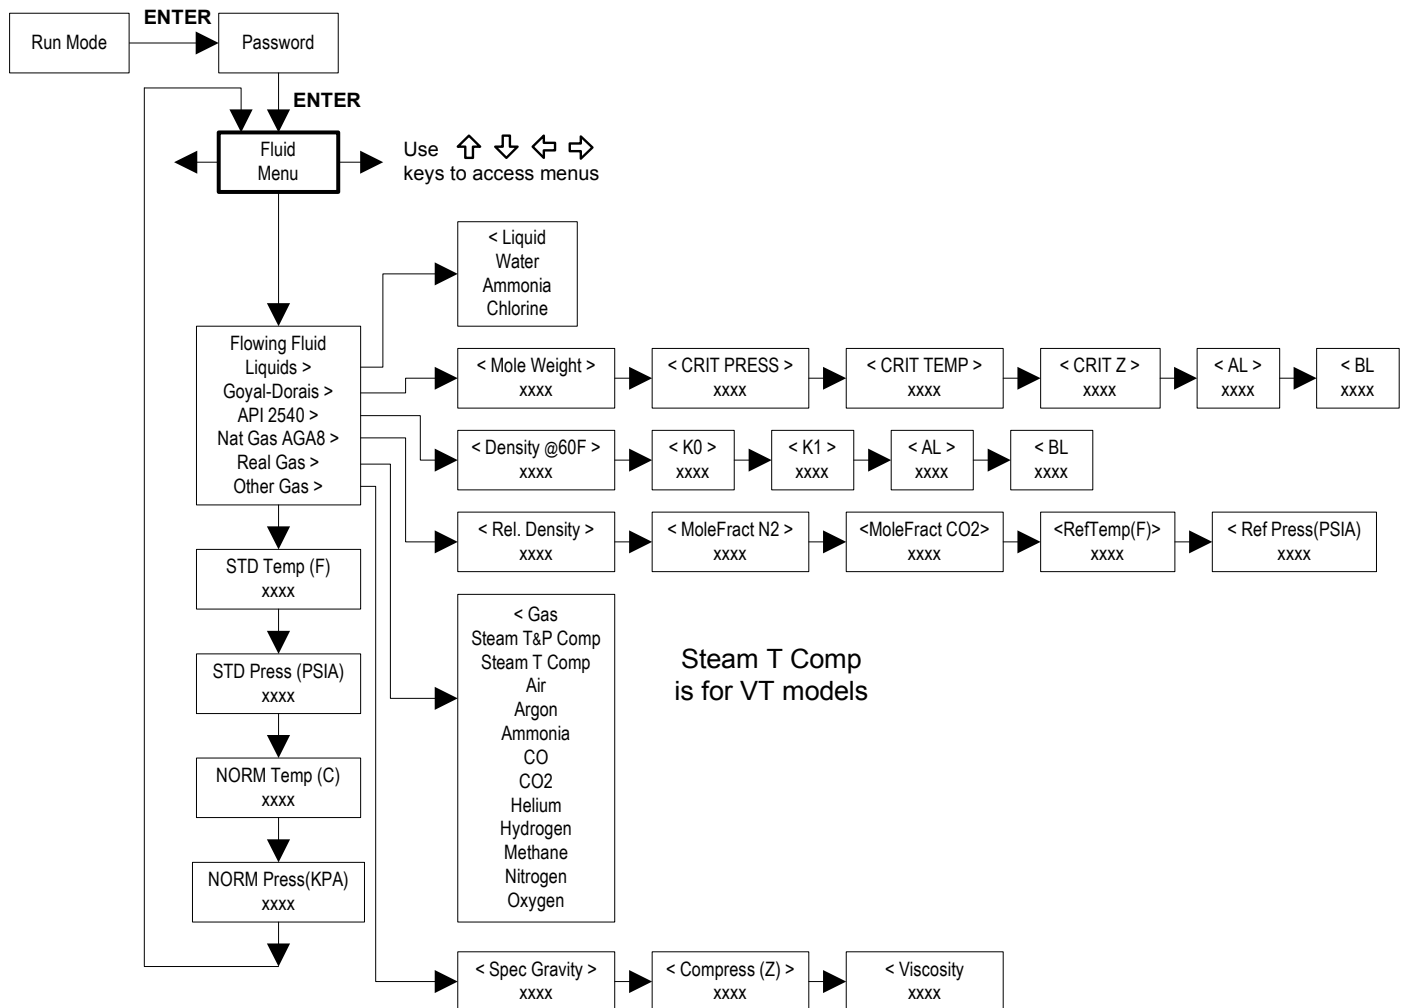 ENTER
Run Mode
Password
ENTER
Fluid
Menu
Use
keys to access menus
< Liquid
Water
Ammonia
Chlorine
Flowing Fluid
Liquids >
Goyal-Dorais >
API 2540 >
Nat Gas AGA8 >
Real Gas >
Other Gas >
< Mole Weight >
xxxx
< CRIT PRESS >
xxxx
< CRIT TEMP >
xxxx
< CRIT Z >
xxxx
< AL >
xxxx
< BL
xxxx
< Density @60F >
xxxx
< K0 >
xxxx
< K1 >
xxxx
< AL >
xxxx
< BL
xxxx
< Rel. Density >
xxxx
< MoleFract N2 >
xxxx
<MoleFract CO2>
xxxx
<RefTemp(F)>
xxxx
< Ref Press(PSIA)
xxxx
STD Temp (F)
xxxx
STD Press (PSIA)
xxxx
NORM Temp (C)
xxxx
NORM Press(KPA)
xxxx
< Gas
Steam T&P Comp
Steam T Comp
Air
Argon
Ammonia
CO
CO2
Helium
Hydrogen
Methane
Nitrogen
Oxygen
Steam T Comp
is for VT models
< Spec Gravity >
xxxx
< Compress (Z) >
xxxx
< Viscosity
xxxx